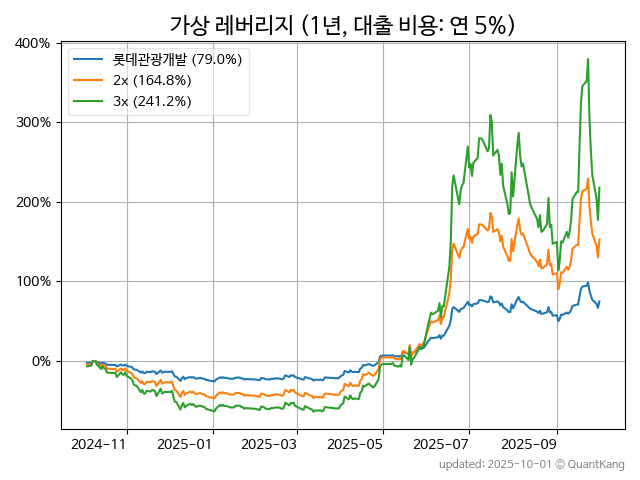 가상 레버리지 (1년, 대출 비용: 연 5%)
400%
300%
200%
100%
0%
롯데관광개발 (79.0%)
2x (164.8%)
3x (241.2%)
2024-11
2025-01
2025-03
2025-05
2025-07
2025-09
updated: 2025-10-01 © QuantKang